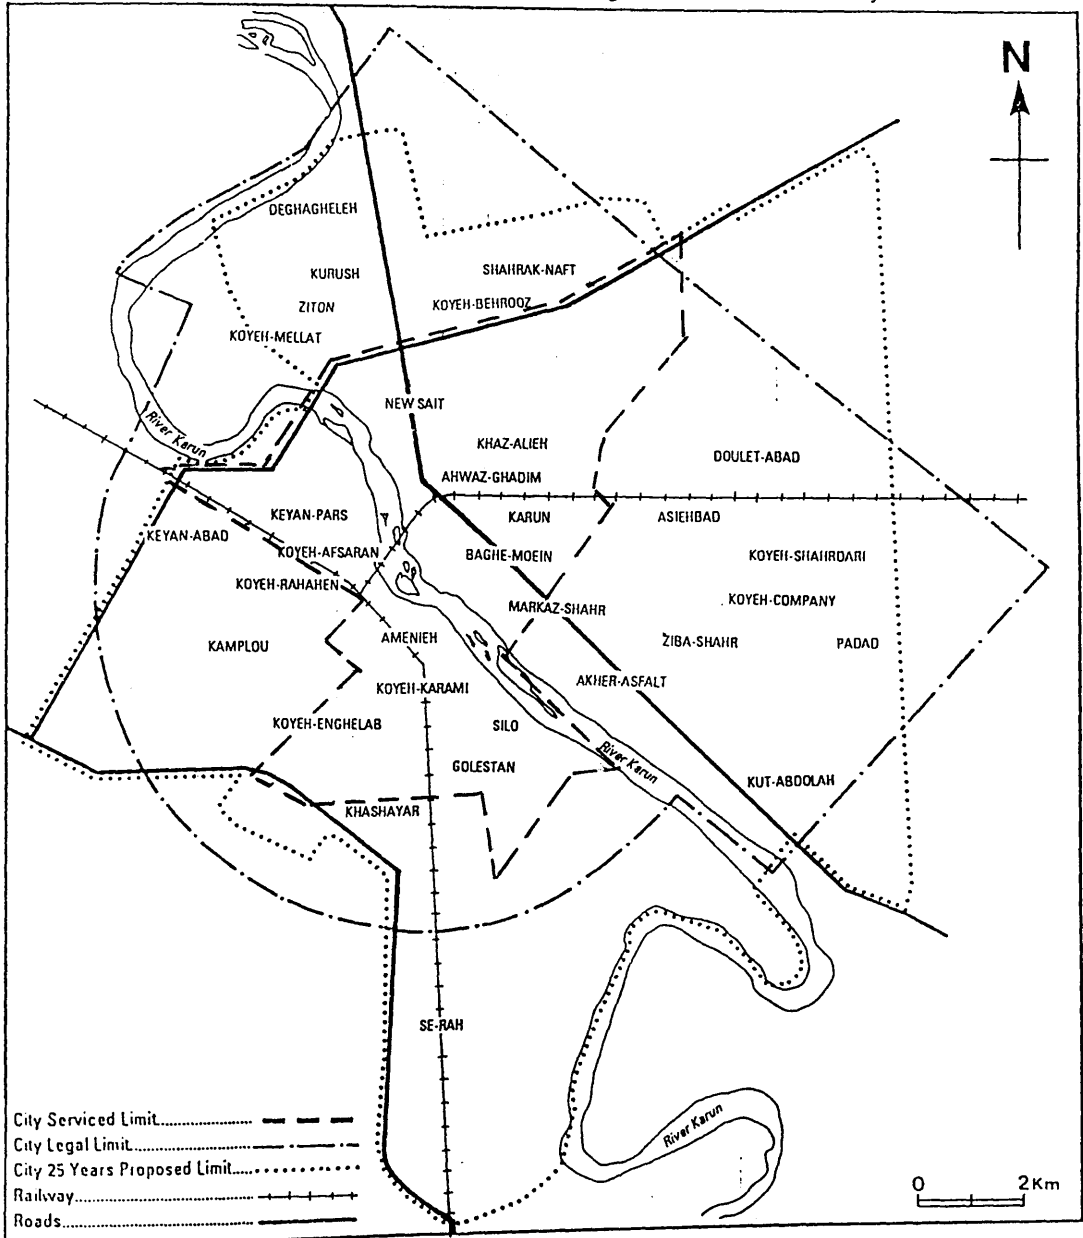 N
DEGHAGHELEH
KURUSH
SHAHRAK-NAFT
ZITON
KOYEH-BEHROOZ
KOYEH-MELLAT
NEW SAIT
River Karun
KHAZ-ALIEH
DOULET-ABAD
AHWAZ-GHADIM
KEYAN-PARS
KARUN
ASIEHBAD
KEYAN-ABAD
KOYEH-AFSARAN
BAGHE-MOEIN
KOYEH-SHAHRDARI
KOYEH-RAHAHEN
KOYEH-COMPANY
MARKAZ-SHAHR
AMENIEH
KAMPLOU
ZIBA-SHAHR
PADAD
KOYEH-KARAMI
AKHER-ASFALT
KOYEH-ENGHELAB
SILO
River Karun
GOLESTAN
KUT-ABDOLAH
KHASHAYAR
SE-RAH
River Karun
City Serviced Limit
City Legal Limit
City 25 Years Proposed Limit
Railway
Roads
0 2Km